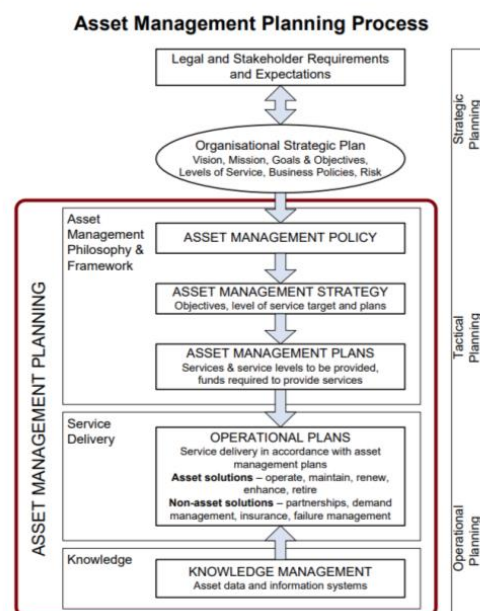 Asset Management Planning Process
Legal and Stakeholder Requirements
and Expectations
Organisational Strategic Plan
Vision, Mission, Goals & Objectives,
Levels of Service, Business Policies, Risk
Strategic
Planning
ASSET MANAGEMENT PLANNING
Asset
Management
Philosophy &
Framework
ASSET MANAGEMENT POLICY
ASSET MANAGEMENT STRATEGY
Objectives, level of service target and plans
ASSET MANAGEMENT PLANS
Services & service levels to be provided,
funds required to provide services
Tactical
Planning
Service
Delivery
OPERATIONAL PLANS
Service delivery in accordance with asset
management plans
Asset solutions – operate, maintain, renew,
enhance, retire
Non-asset solutions – partnerships, demand
management, insurance, failure management
Operational
Planning
Knowledge
KNOWLEDGE MANAGEMENT
Asset data and information systems